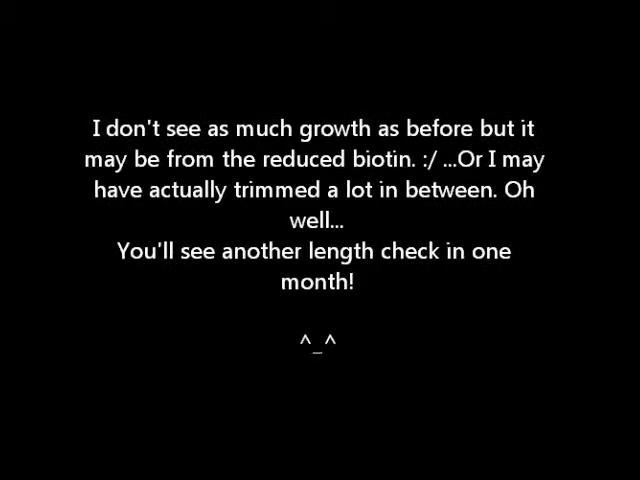 I don't see as much growth as before but it
may be from the reduced biotin. :/ ...Or I may
have actually trimmed a lot in between. Oh
well...
You'll see another length check in one
month!
^_^